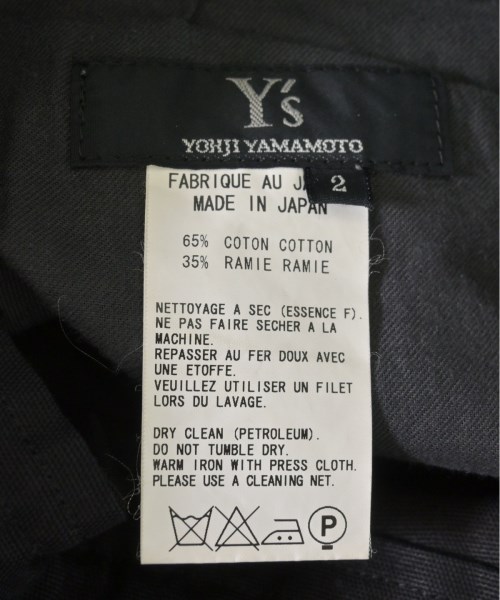 Y's
YOHJI YAMAMOTO
FABRIQUE AU
2
MADE IN JAPAN
65% COTON COTTON
35% RAMIE RAMIE
NETTOYAGE A SEC (ESSENCE F).
NE PAS FAIRE SECHER A LA
MACHINE.
REPASSER AU FER DOUX AVEC
UNE ETOFFE.
VEUILLEZ UTILISER UN FILET
LORS DU LAVAGE.
DRY CLEAN (PETROLEUM).
DO NOT TUMBLE DRY.
WARM IRON WITH PRESS CLOTH.
PLEASE USE A CLEANING NET.
P